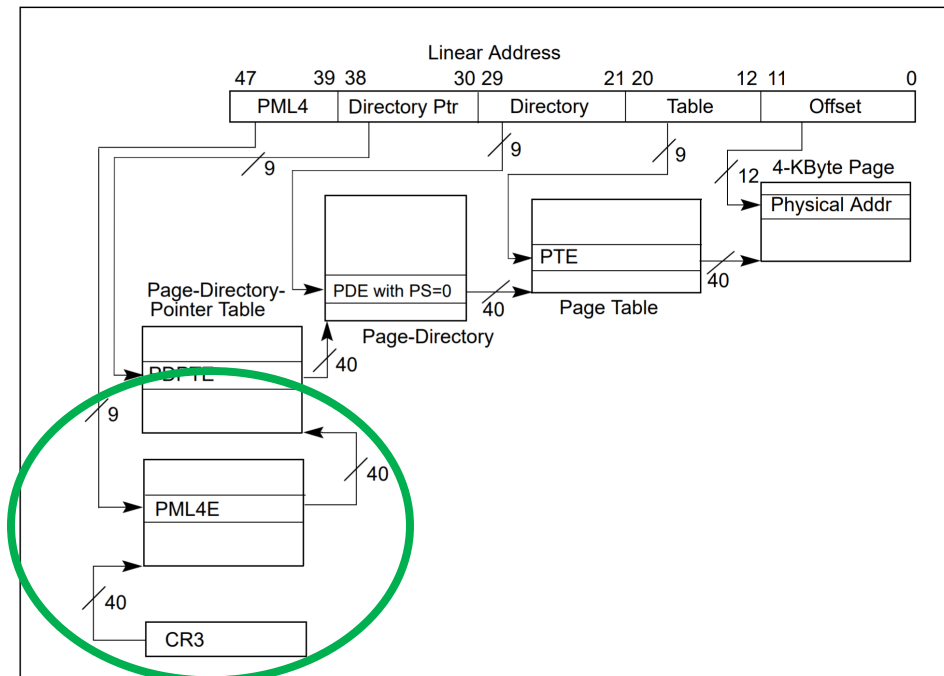 Linear Address
47 39 38 30 29 21 20 12 11 0
PML4 Directory Ptr Directory Table Offset
9 9 9
12 4-KByte Page
Physical Addr
PTE
40
PDE with PS=0
40
Page Table
Page-Directory-
Pointer Table
Page-Directory
40
PDPTE
9
40
PML4E
40
CR3